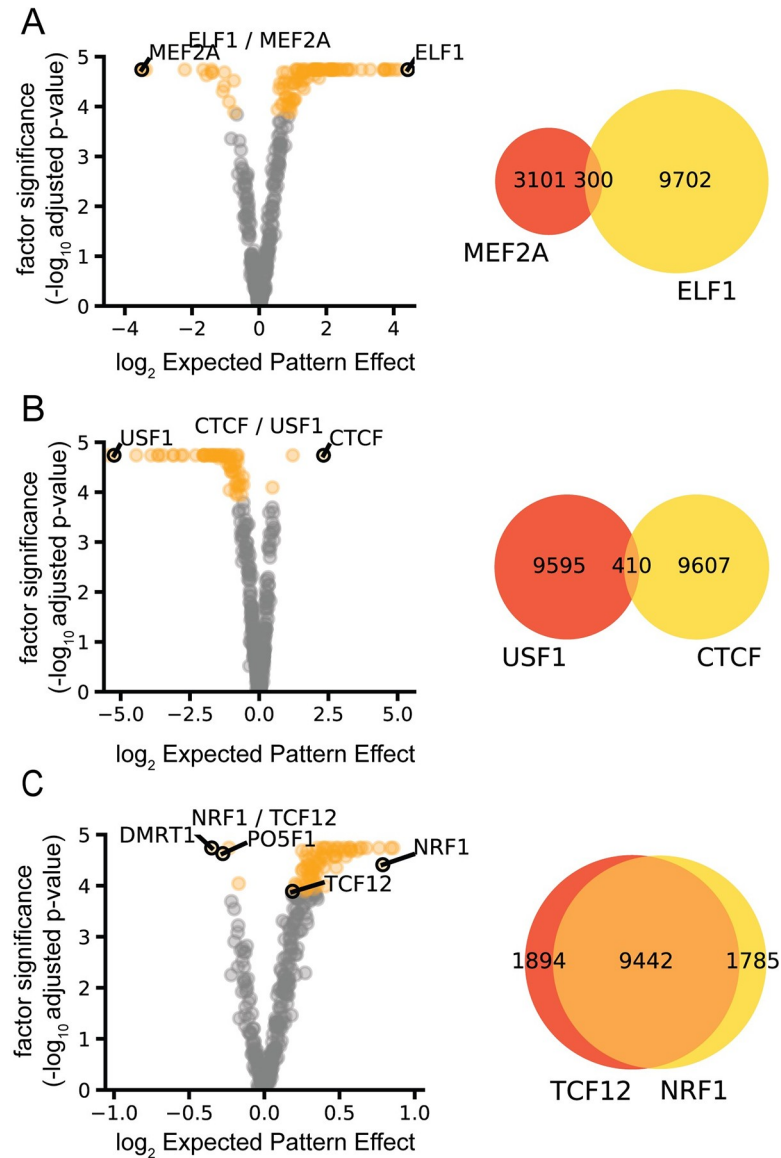 A
ELF1 / MEF2A
MEF2A
ELF1
factor significance
(-log10 adjusted p-value)
5
4
3
2
1
0
−4 −2 0 2 4
log2 Expected Pattern Effect
3101 300 9702
MEF2A
ELF1
B
CTCF / USF1
USF1
CTCF
factor significance
(-log10 adjusted p-value)
5
4
3
2
1
0
−5.0 −2.5 0.0 2.5 5.0
log2 Expected Pattern Effect
9595 410 9607
USF1 CTCF
C
NRF1 / TCF12
DMRT1
PO5F1
NRF1
TCF12
factor significance
(-log10 adjusted p-value)
5
4
3
2
1
0
−1.0 −0.5 0.0 0.5 1.0
log2 Expected Pattern Effect
1894 9442 1785
TCF12 NRF1